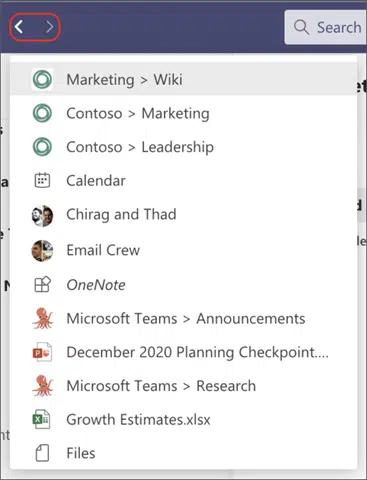 Search
Marketing > Wiki
Contoso > Marketing
Contoso > Leadership
Calendar
Chirag and Thad
Email Crew
OneNote
Microsoft Teams > Announcements
December 2020 Planning Checkpoint....
Microsoft Teams > Research
Growth Estimates.xlsx
Files